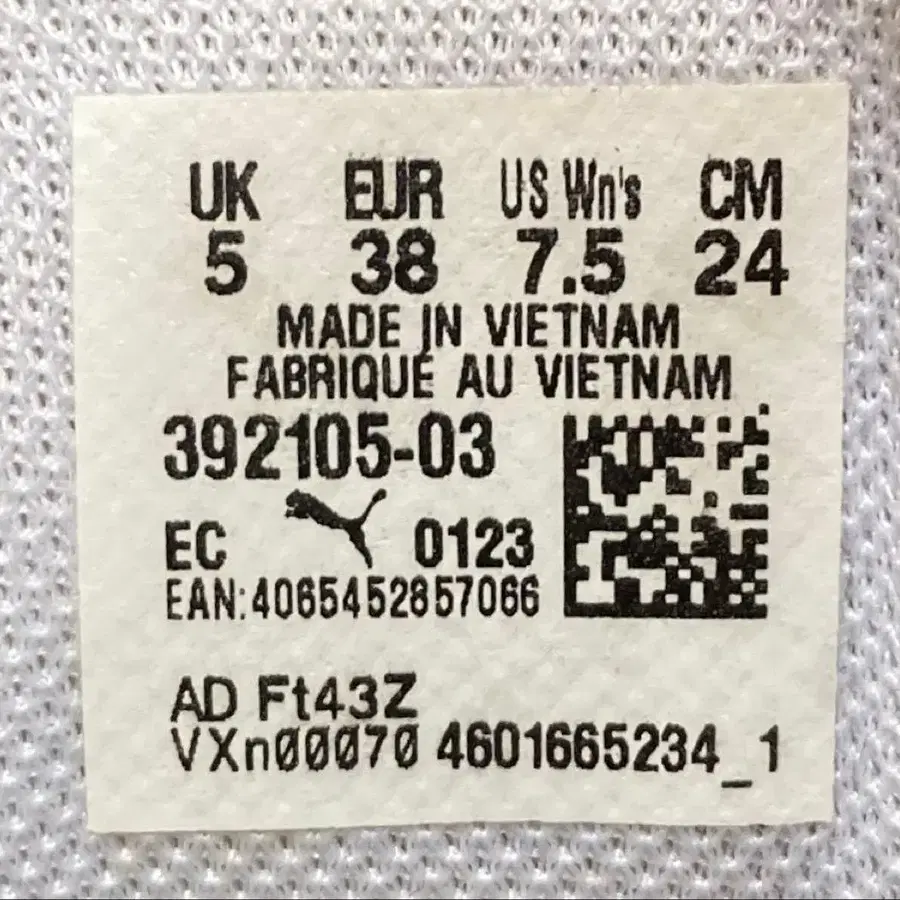 UK EUR US Wn's CM
5 38 7.5 24
MADE IN VIETNAM
FABRIQUÉ AU VIETNAM
392105-03
EC 0123
EAN:4065452857066
AD Ft43Z
VXn00070 4601665234_1